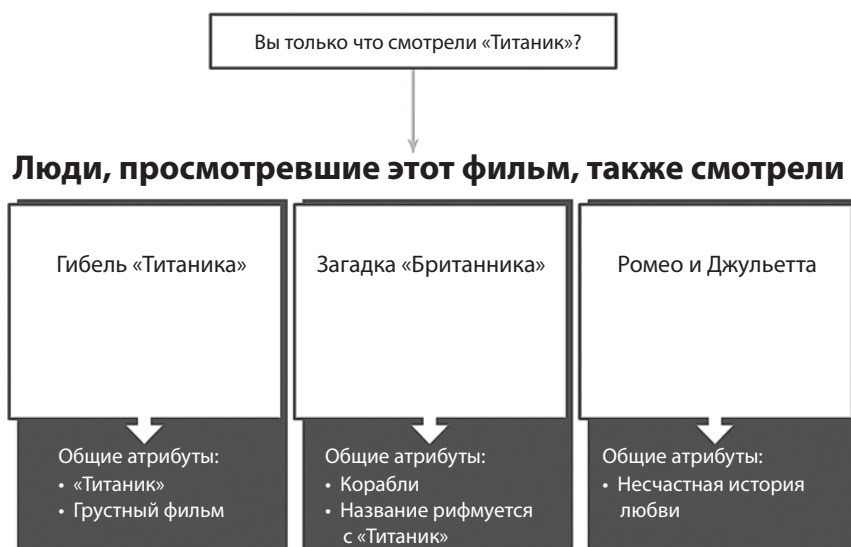 Вы только что смотрели «Титаник»?
Люди, просмотревшие этот фильм, также смотрели
Гибель «Титаника»
Загадка «Британника»
Ромео и Джульетта
Общие атрибуты:
• «Титаник»
• Грустный фильм
Общие атрибуты:
• Корабли
• Название рифмуется
с «Титаник»
Общие атрибуты:
• Несчастная история
любви